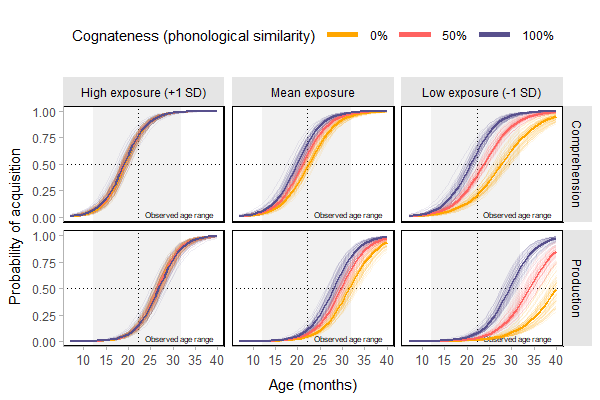 Cognateness (phonological similarity) 0% 50% 100%
High exposure (+1 SD) Mean exposure Low exposure (-1 SD)
Probability of acquisition
1.00
0.75
0.50
0.25
0.00
Observed age range Observed age range Observed age range
Comprehension
1.00
0.75
0.50
0.25
0.00
Observed age range Observed age range Observed age range
Production
10 15 20 25 30 35 40 10 15 20 25 30 35 40 10 15 20 25 30 35 40
Age (months)